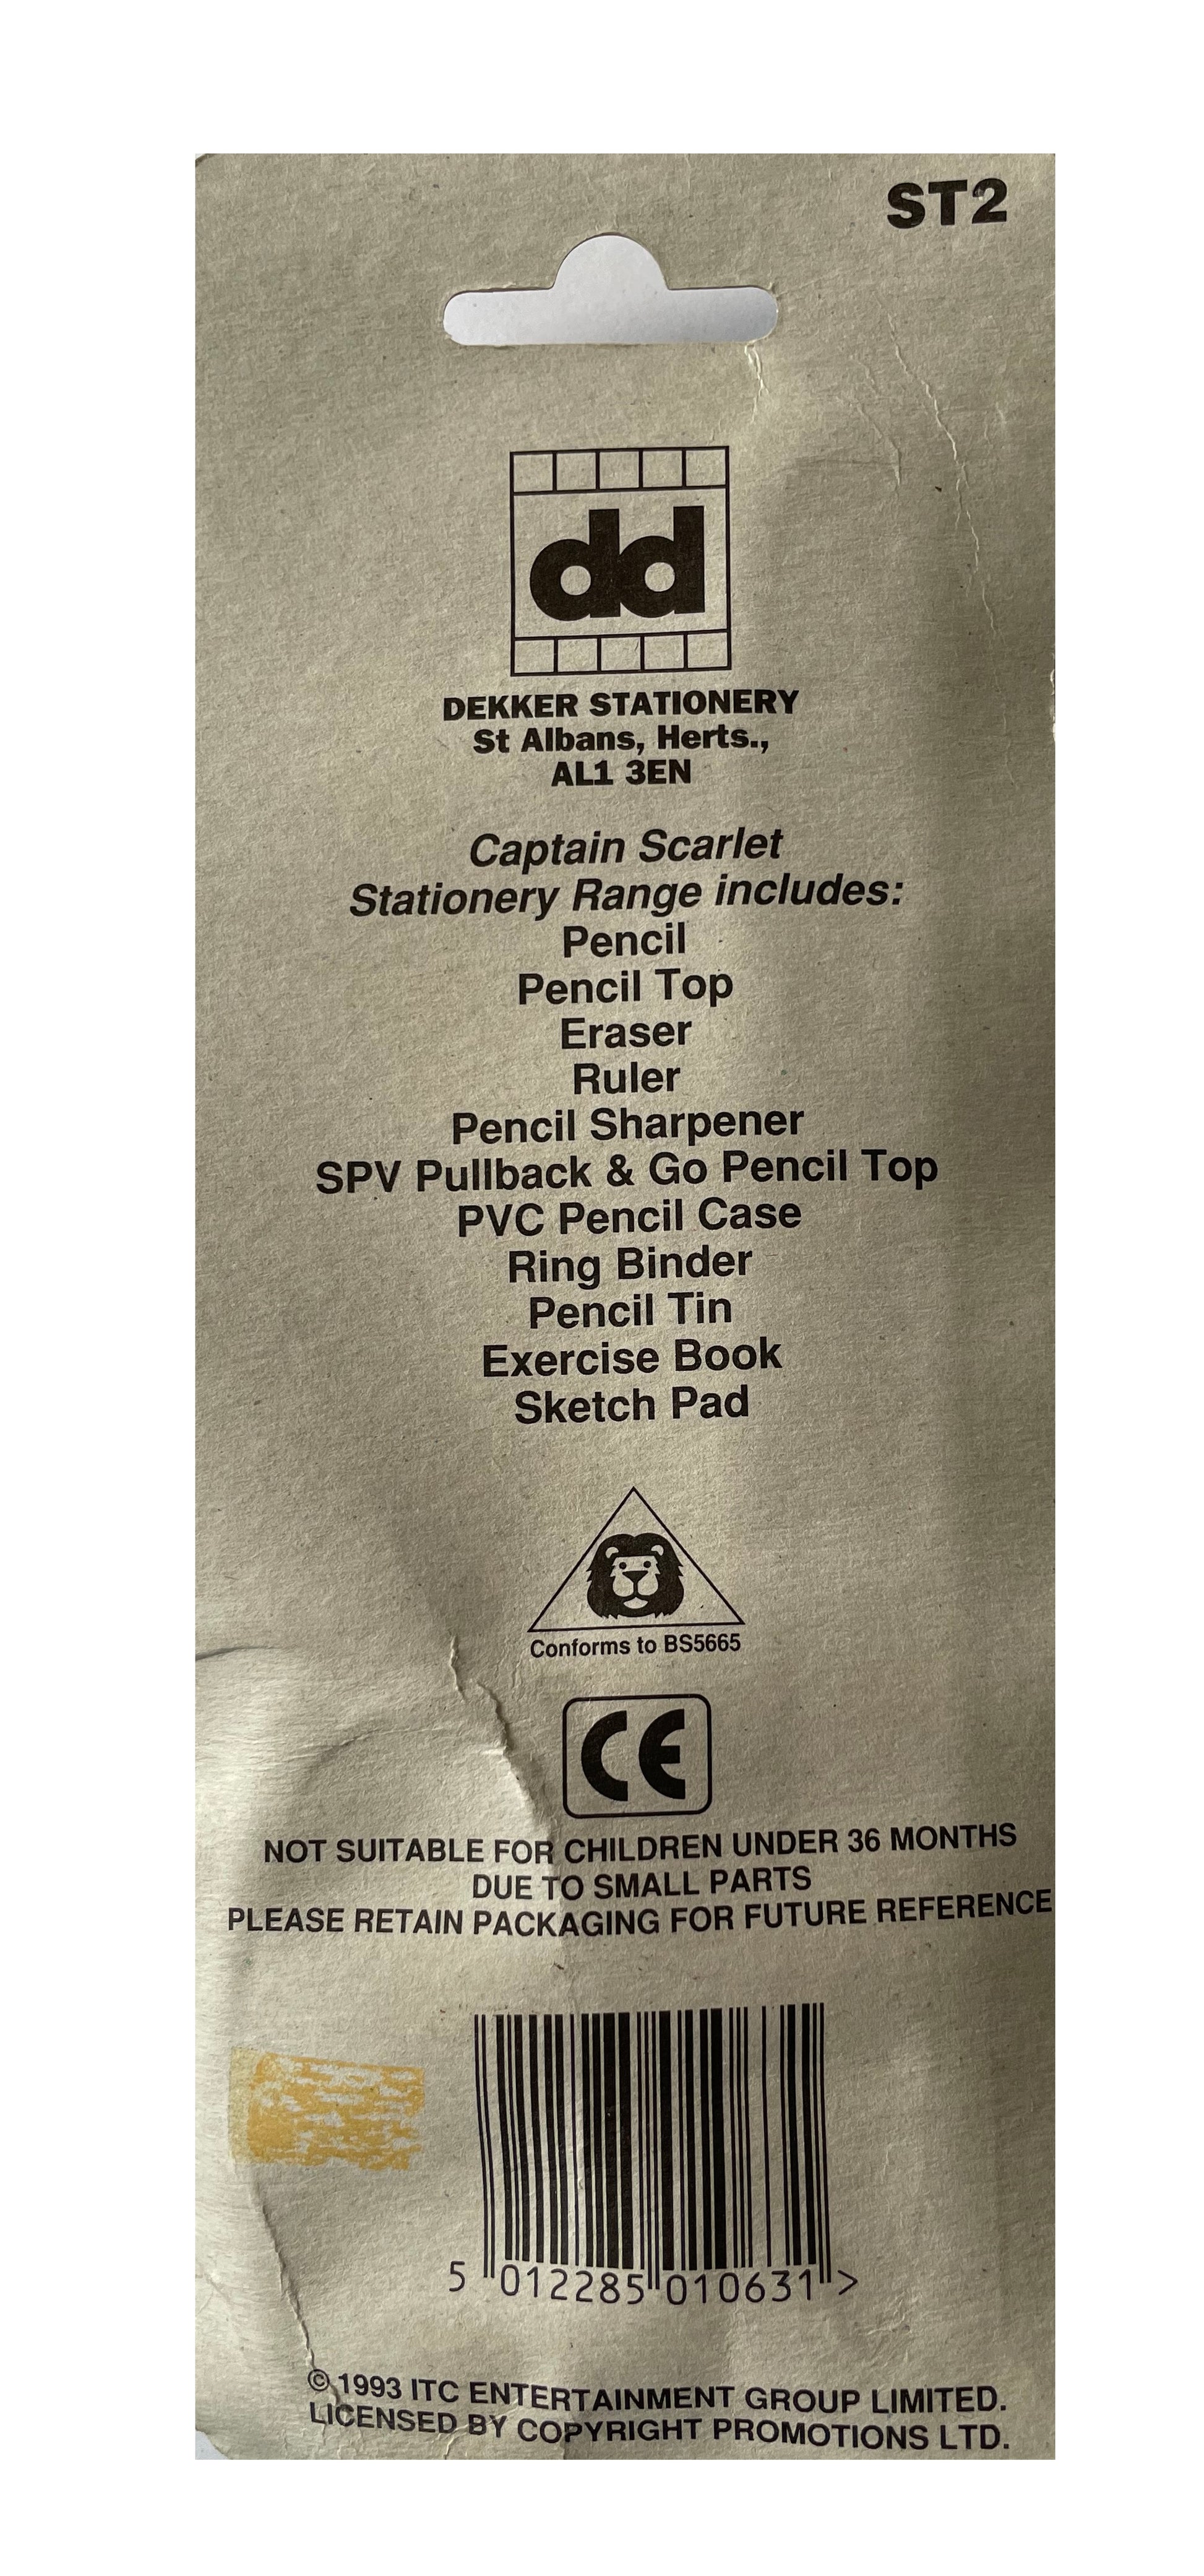 ST2
dd
DEKKER STATIONERY
St Albans, Herts.,
AL1 3EN
Captain Scarlet
Stationery Range includes:
Pencil
Pencil Top
Eraser
Ruler
Pencil Sharpener
SPV Pullback & Go Pencil Top
PVC Pencil Case
Ring Binder
Pencil Tin
Exercise Book
Sketch Pad
Conforms to BS5665
CE
NOT SUITABLE FOR CHILDREN UNDER 36 MONTHS
DUE TO SMALL PARTS
PLEASE RETAIN PACKAGING FOR FUTURE REFERENCE
5 012285 010631 >
© 1993 ITC ENTERTAINMENT GROUP LIMITED.
LICENSED BY COPYRIGHT PROMOTIONS LTD.